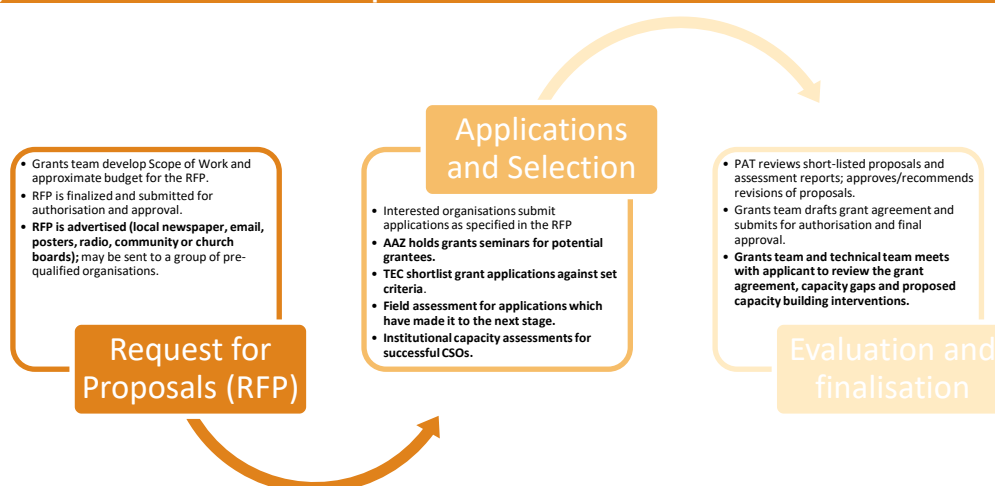 • Grants team develop Scope of Work and
approximate budget for the RFP.
• RFP is finalized and submitted for
authorisation and approval.
• RFP is advertised (local newspaper, email,
posters, radio, community or church
boards); may be sent to a group of pre-
qualified organisations.
Request for
Proposals (RFP)
Applications
and Selection
• Interested organisations submit
applications as specified in the RFP
• AAZ holds grants seminars for potential
grantees.
• TEC shortlist grant applications against set
criteria.
• Field assessment for applications which
have made it to the next stage.
• Institutional capacity assessments for
successful CSOs.
• PAT reviews short-listed proposals and
assessment reports; approves/recommends
revisions of proposals.
• Grants team drafts grant agreement and
submits for authorisation and final
approval.
• Grants team and technical team meets
with applicant to review the grant
agreement, capacity gaps and proposed
capacity building interventions.
Evaluation and
finalisation